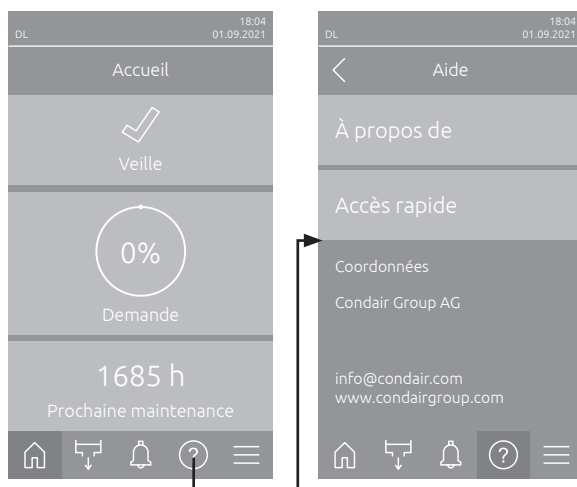 18:04
DL 01.09.2021
Accueil
Veille
0%
Demande
1685 h
Prochaine maintenance
?
18:04
DL 01.09.2021
Aide
À propos de
Accès rapide
Coordonnées
Condair Group AG
info@condair.com
www.condairgroup.com
?